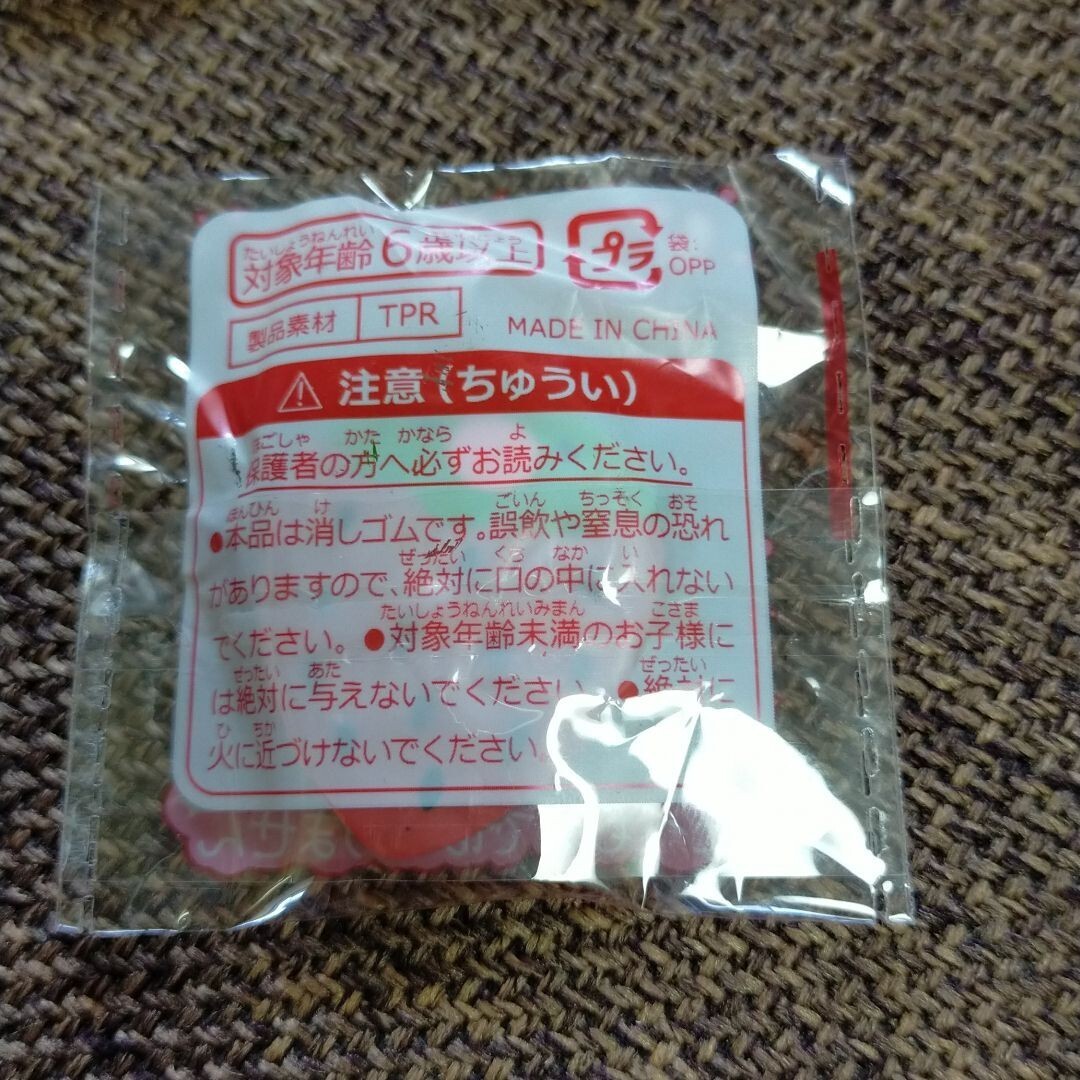 たいしょうねんれい
対象年齢6歳以上
プラ
袋:
OPP
製品素材 TPR
MADE IN CHINA
注意(ちゅうい)
ほごしゃ かた かなら よ
保護者の方へ必ずお読みください。
ほんひん け ごいん ちっそく おそ
●本品は消しゴムです。誤飲や窒息の恐れ
ぜったい くち なか い
がありますので、絶対に口の中に入れない
たいしょうねんれいみまん こさま
でください。●対象年齢未満のお子様に
ぜったい あた ぜったい
は絶対に与えないでください ●絶対に
ひ ちか
火に近づけないでください。
ません